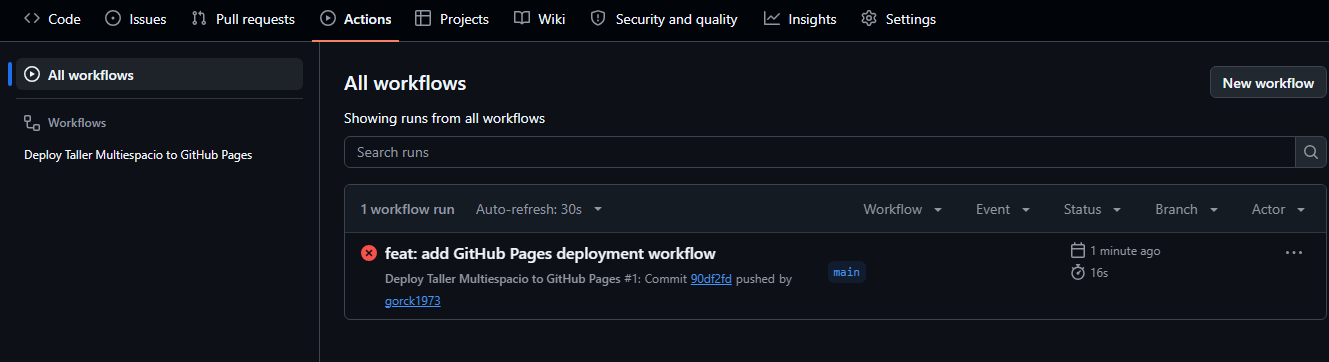 Code Issues Pull requests Actions Projects Wiki Security and quality Insights Settings
All workflows
Workflows
Deploy Taller Multiespacio to GitHub Pages
All workflows
New workflow
Showing runs from all workflows
Search runs
1 workflow run Auto-refresh: 30s Workflow Event Status Branch Actor
feat: add GitHub Pages deployment workflow
Deploy Taller Multiespacio to GitHub Pages #1: Commit 90df2fd pushed by
gorck1973
main
1 minute ago
16s